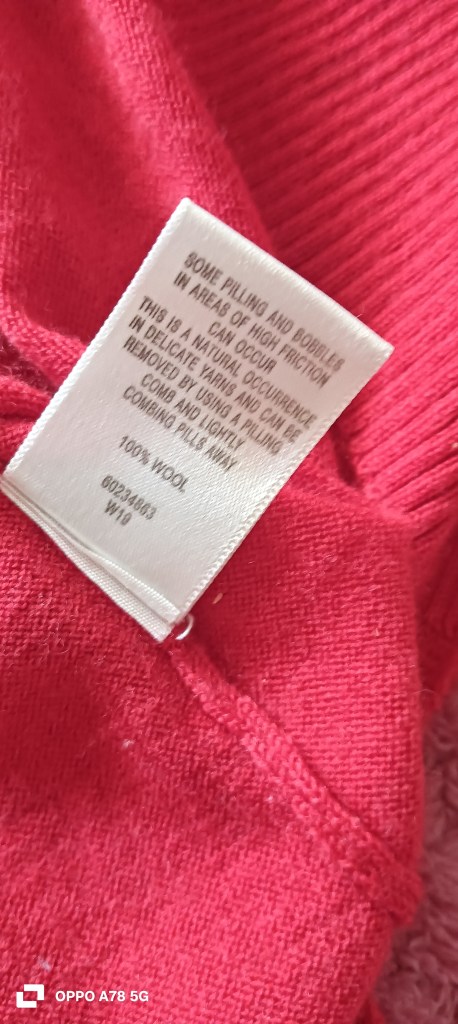 SOME PILLING AND BOBBLES
IN AREAS OF HIGH FRICTION
CAN OCCUR
THIS IS A NATURAL OCCURRENCE
IN DELICATE YARNS AND CAN BE
REMOVED BY USING A PILLING
COMB AND LIGHTLY
COMBING PILLS AWAY
100% WOOL
60234863
W19
OPPO A78 5G